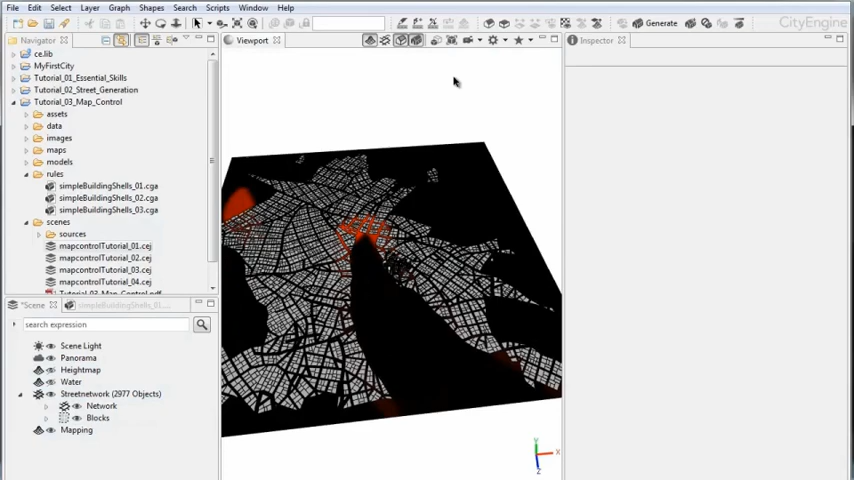 File Edit Select Layer Graph Shapes Search Scripts Window Help
Generate
CityEngine
Navigator
Viewport
Inspector
ce.lib
MyFirstCity
Tutorial_01_Essential_Skills
Tutorial_02_Street_Generation
Tutorial_03_Map_Control
assets
data
images
maps
models
rules
simpleBuildingShells_01.cga
simpleBuildingShells_02.cga
simpleBuildingShells_03.cga
scenes
sources
mapcontrolTutorial_01.cej
mapcontrolTutorial_02.cej
mapcontrolTutorial_03.cej
mapcontrolTutorial_04.cej
Tutorial_03_Map_Control.pdf
*Scene simpleBuildingShells_01...
search expression
Scene Light
Panorama
Heightmap
Water
Streetnetwork (2977 Objects)
Network
Blocks
Mapping
Y
X
Z